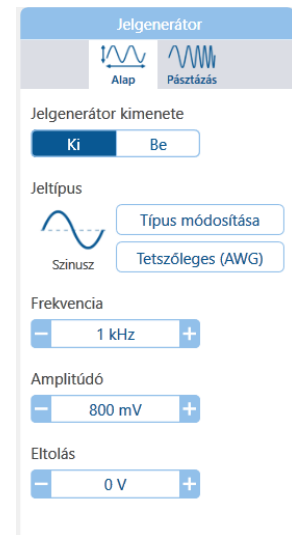 Jelgenerátor
Alap Pásztázás
Jelgenerátor kimenete
Ki Be
Jeltípus
Típus módosítása
Szinusz
Tetszőleges (AWG)
Frekvencia
− 1 kHz +
Amplitúdó
− 800 mV +
Eltolás
− 0 V +